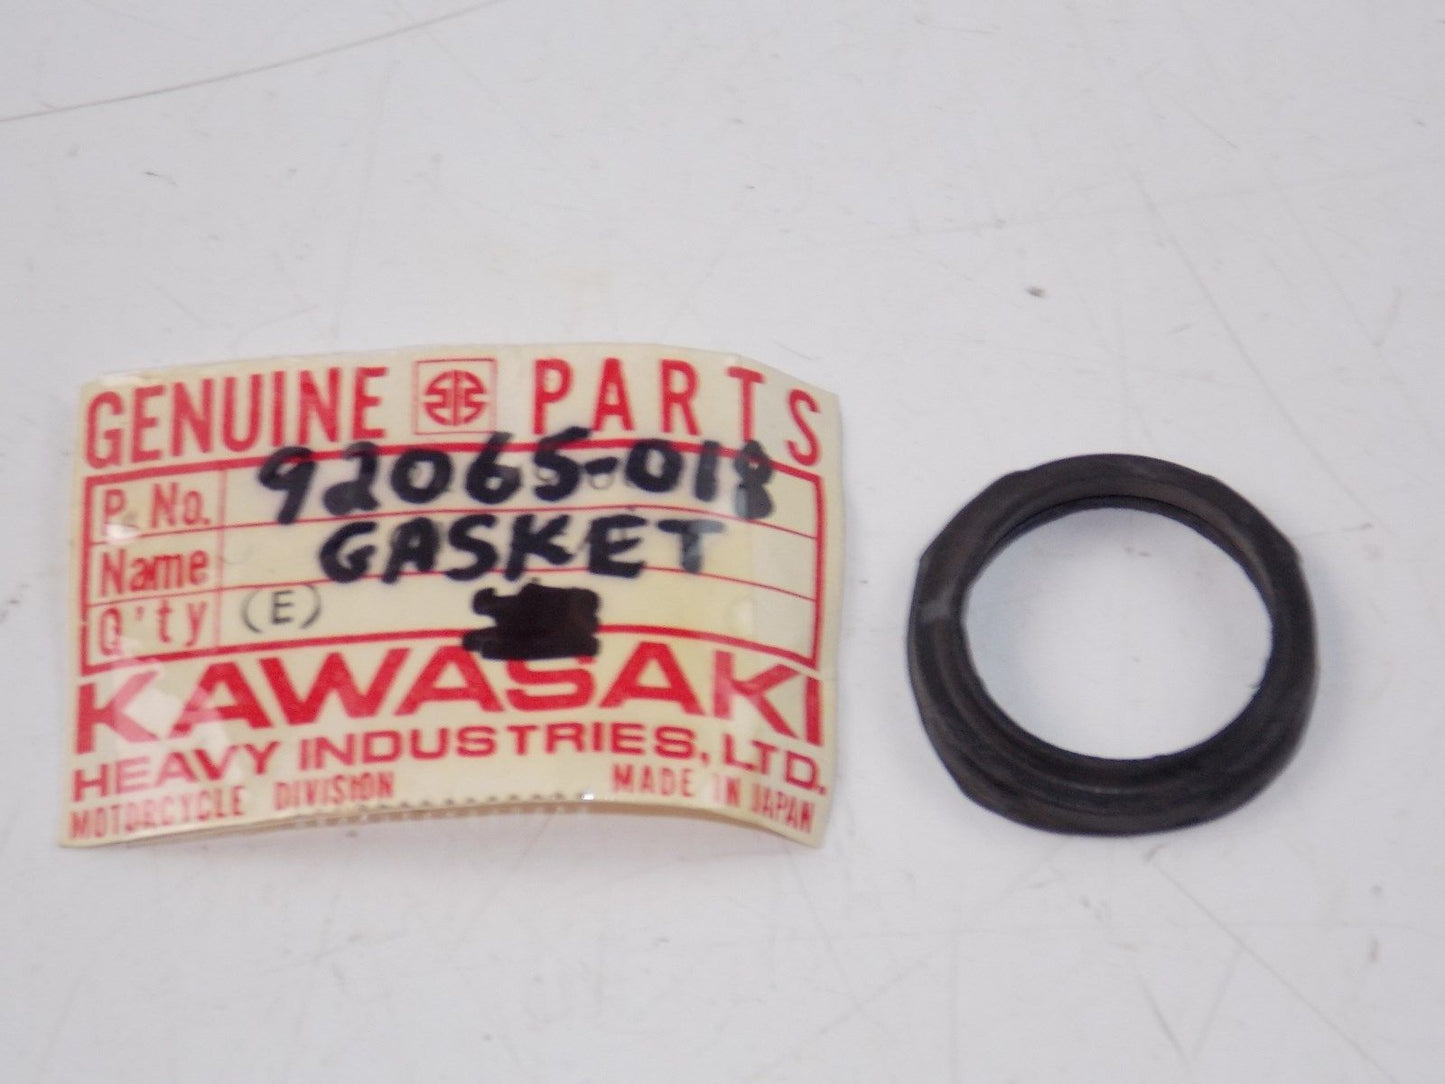 GENUINE PARTS
P. No. 92065-018
Name GASKET
Q'ty (E)
KAWASAKI
HEAVY INDUSTRIES, LTD.
MOTORCYCLE DIVISION MADE IN JAPAN